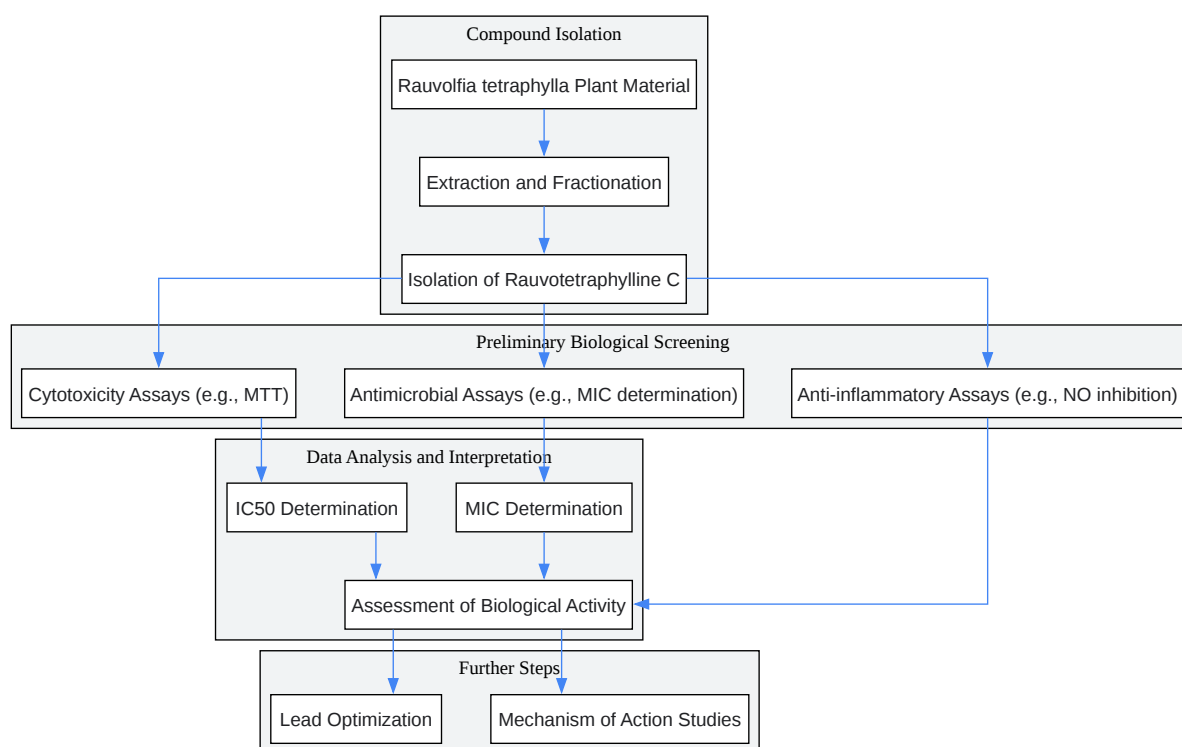 Compound Isolation
Rauvolfia tetraphylla Plant Material
Extraction and Fractionation
Isolation of Rauvotetraphylline C
Preliminary Biological Screening
Cytotoxicity Assays (e.g., MTT)
Antimicrobial Assays (e.g., MIC determination)
Anti-inflammatory Assays (e.g., NO inhibition)
Data Analysis and Interpretation
IC50 Determination
MIC Determination
Assessment of Biological Activity
Further Steps
Lead Optimization
Mechanism of Action Studies